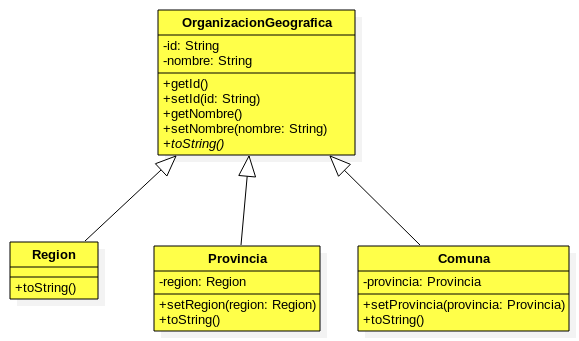 OrganizacionGeografica
-id: String
-nombre: String
+getId()
+setId(id: String)
+getNombre()
+setNombre(nombre: String)
+toString()
Region
+toString()
Provincia
-region: Region
+setRegion(region: Region)
+toString()
Comuna
-provincia: Provincia
+setProvincia(provincia: Provincia)
+toString()